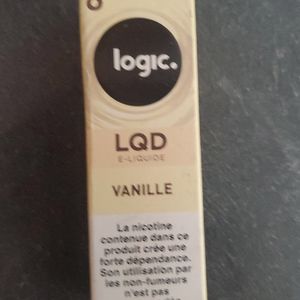 logic.
LQD
E-LIQUIDE
VANILLE
La nicotine
contenue dans ce
produit crée une
forte dépendance.
Son utilisation par
les non-fumeurs
n'est pas